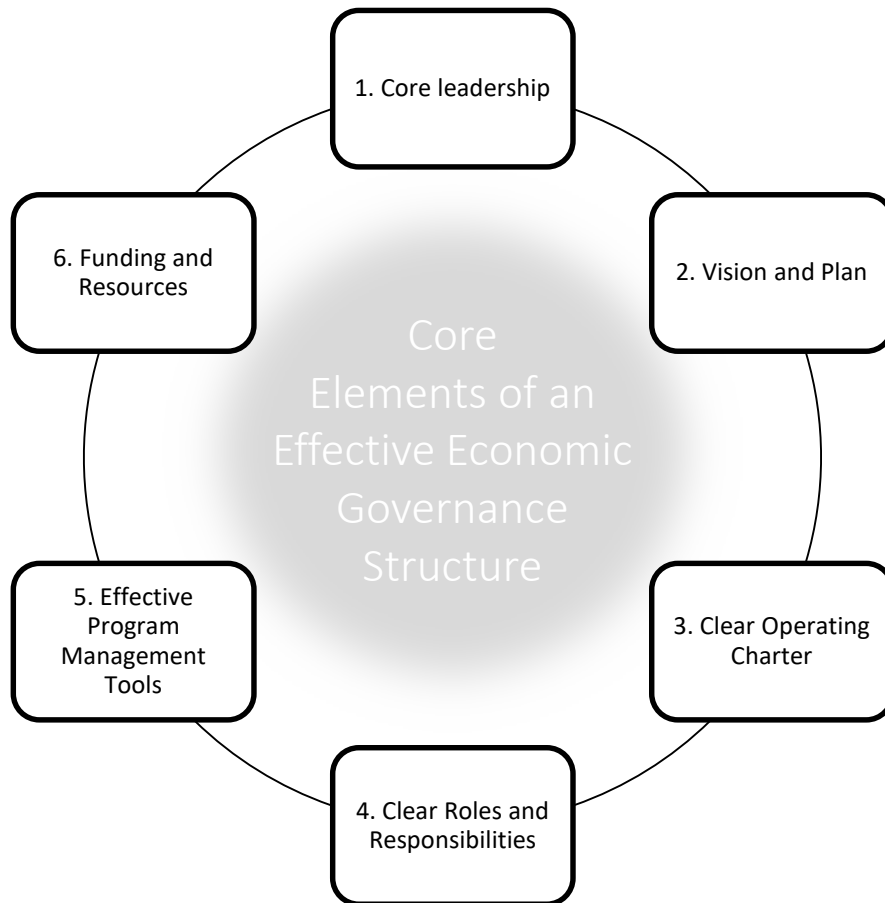 1. Core leadership
2. Vision and Plan
3. Clear Operating
Charter
4. Clear Roles and
Responsibilities
5. Effective
Program
Management
Tools
6. Funding and
Resources
Core
Elements of an
Effective Economic
Governance
Structure